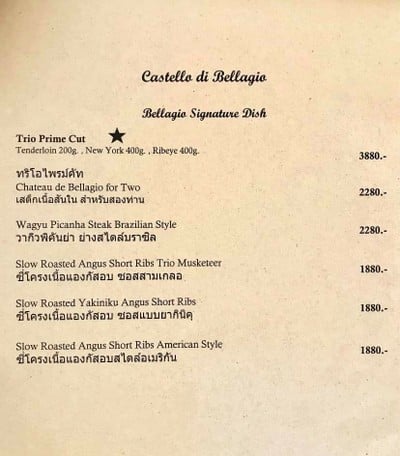 Castello di Bellagio
Bellagio Signature Dish
Trio Prime Cut
Tenderloin 200g. , New York 400g. , Ribeye 400g.
3880.-
ทริโอไพรม์คัท
Chateau de Bellagio for Two
2280.-
เสต็กเนื้อสันใน สำหรับสองท่าน
Wagyu Picanha Steak Brazilian Style
2280.-
วากิวพิคันย่า ย่างสไตล์บราซิล
Slow Roasted Angus Short Ribs Trio Musketeer
1880.-
ซี่โครงเนื้อแองกัสอบ ซอสสามเกลอ
Slow Roasted Yakiniku Angus Short Ribs
1880.-
ซี่โครงเนื้อแองกัสอบ ซอสแบบยากินิคุ
Slow Roasted Angus Short Ribs American Style
1880.-
ซี่โครงเนื้อแองกัสอบสไตล์อเมริกัน